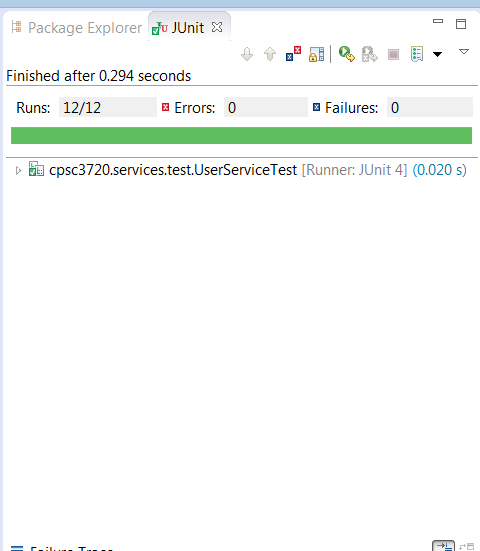 Package Explorer JUnit
Finished after 0.294 seconds
Runs: 12/12 Errors: 0 Failures: 0
cpsc3720.services.test.UserServiceTest [Runner: JUnit 4] (0.020 s)
Failure Trace